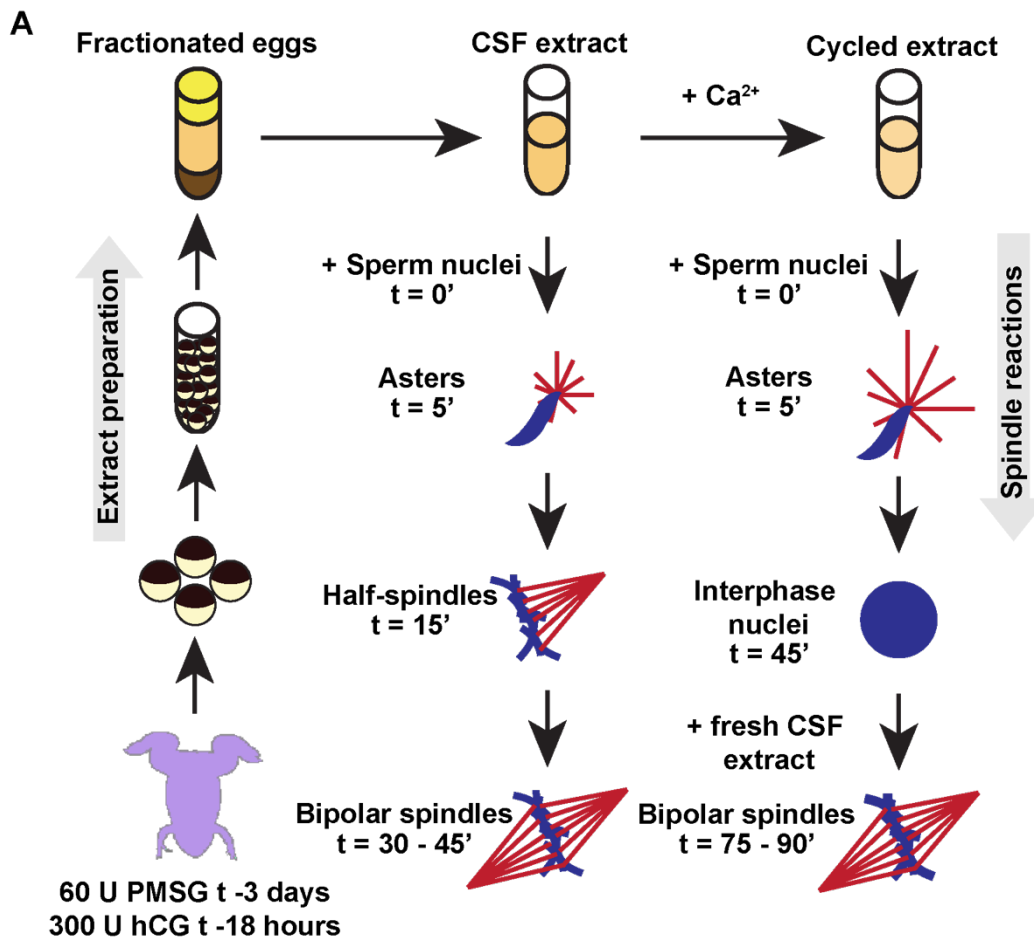 A
Fractionated eggs
CSF extract
Cycled extract
+ Ca²⁺
Extract preparation
+ Sperm nuclei
t = 0’
+ Sperm nuclei
t = 0’
Spindle reactions
Asters
t = 5’
Asters
t = 5’
Half-spindles
t = 15’
Interphase
nuclei
t = 45’
+ fresh CSF
extract
Bipolar spindles
t = 30 - 45’
Bipolar spindles
t = 75 - 90’
60 U PMSG t -3 days
300 U hCG t -18 hours